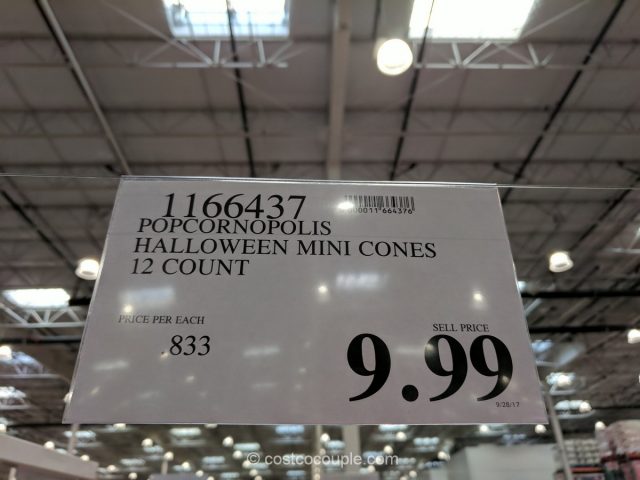 1166437
POPCORNOPOLIS
HALLOWEEN MINI CONES
12 COUNT
PRICE PER EACH
.833
SELL PRICE
9.99
9/28/17
© costcocouple.com